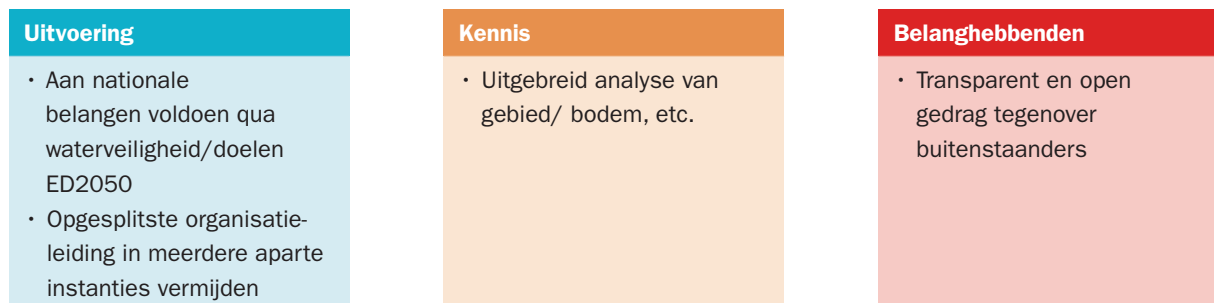 Uitvoering
· Aan nationale
belangen voldoen qua
waterveiligheid/doelen
ED2050
· Opgesplitste organisatie-
leiding in meerdere aparte
instanties vermijden
Kennis
· Uitgebreid analyse van
gebied/ bodem, etc.
Belanghebbenden
· Transparent en open
gedrag tegenover
buitenstaanders